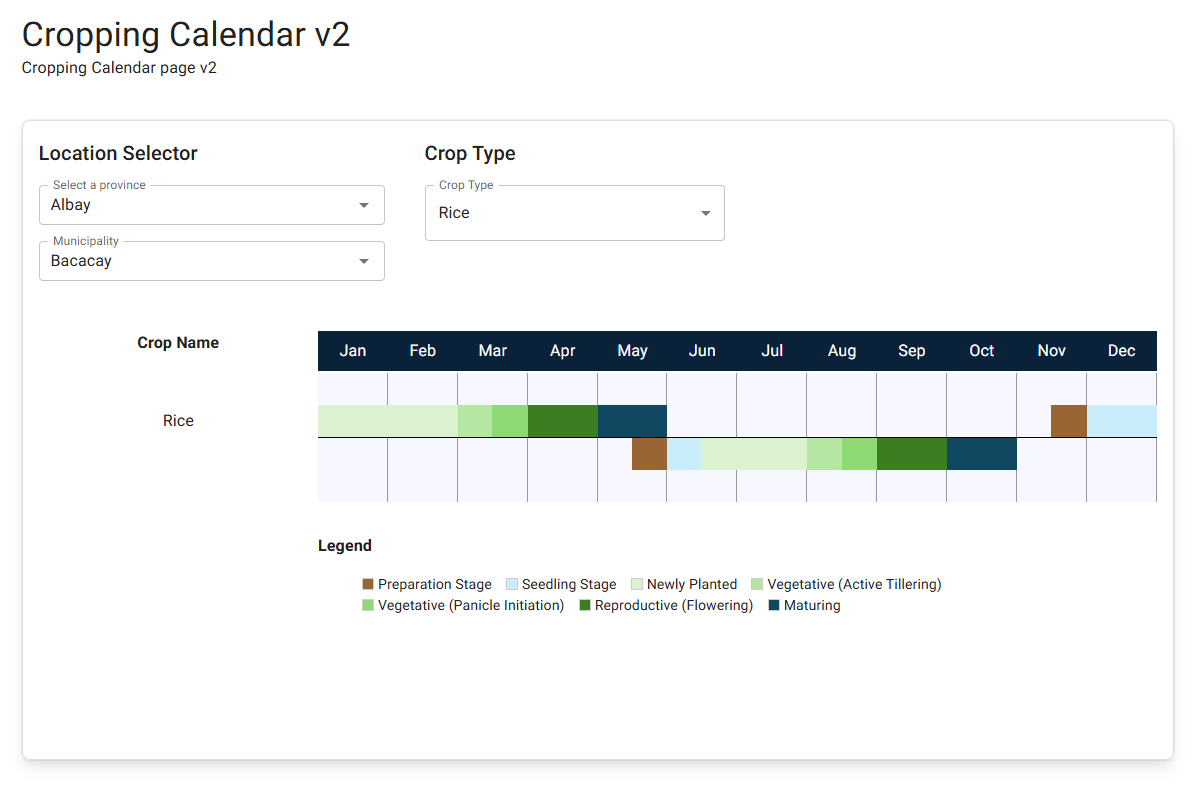 Cropping Calendar v2
Cropping Calendar page v2
Location Selector
Crop Type
Select a province
Albay
Crop Type
Rice
Municipality
Bacacay
Crop Name
Jan Feb Mar Apr May Jun Jul Aug Sep Oct Nov Dec
Rice
Legend
Preparation Stage Seedling Stage Newly Planted Vegetative (Active Tillering)
Vegetative (Panicle Initiation) Reproductive (Flowering) Maturing